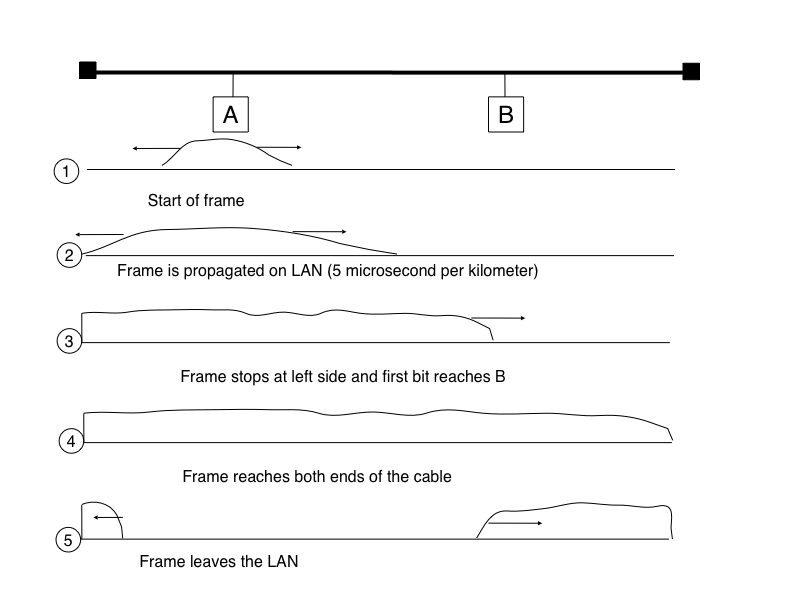 A
B
1
Start of frame
2
Frame is propagated on LAN (5 microsecond per kilometer)
3
Frame stops at left side and first bit reaches B
4
Frame reaches both ends of the cable
5
Frame leaves the LAN